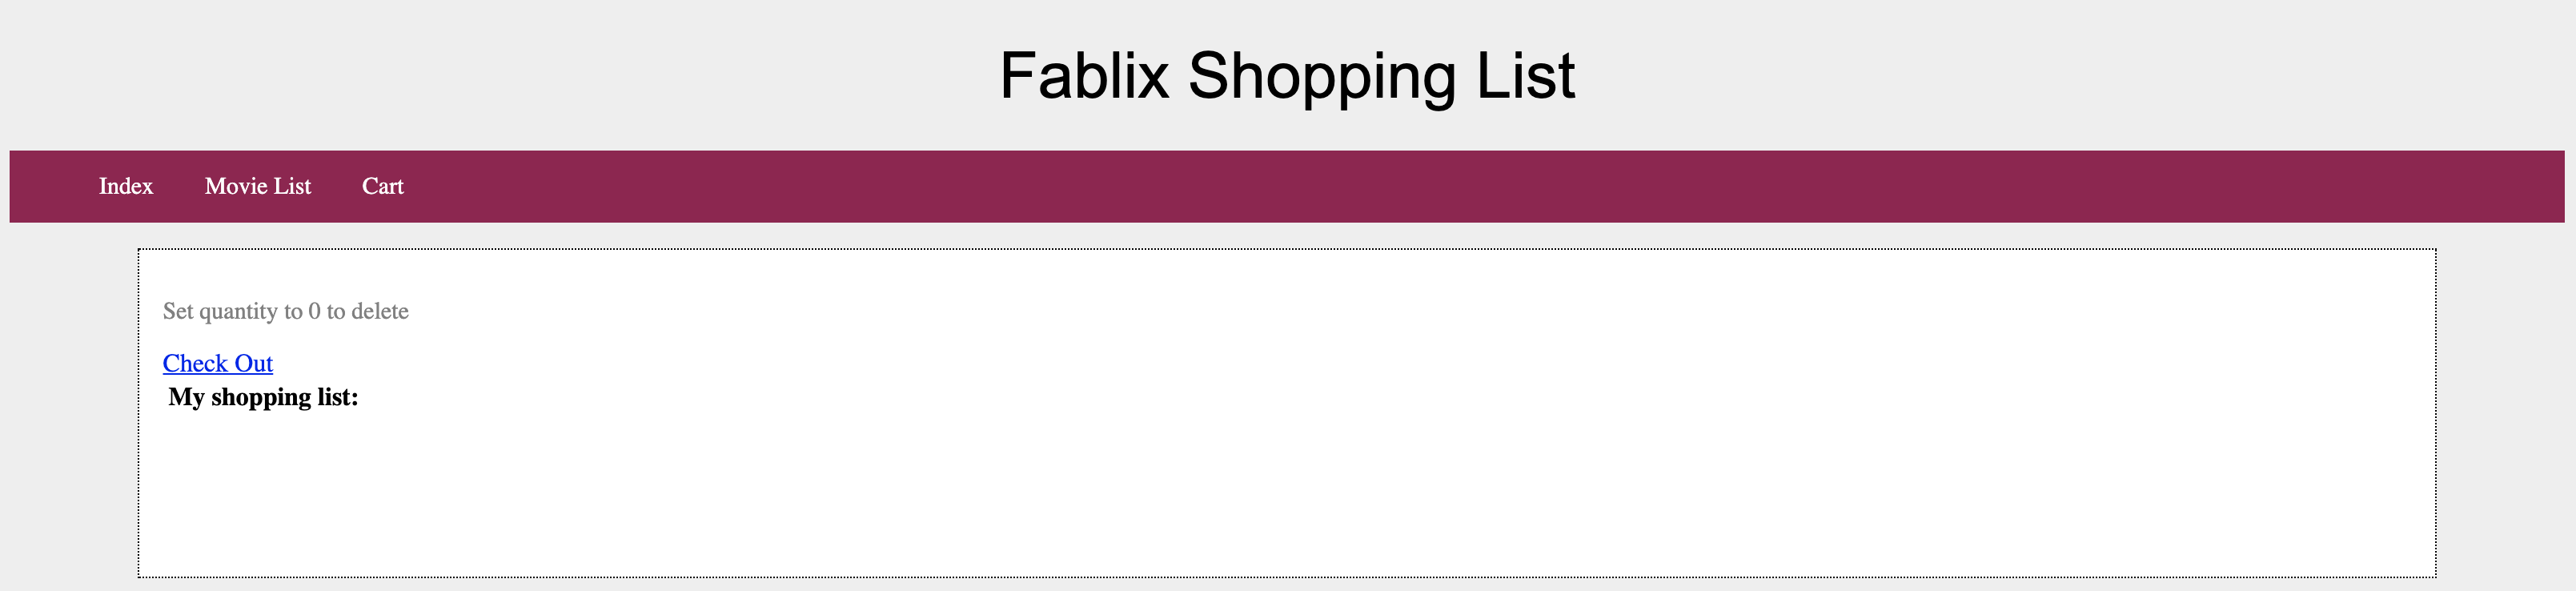 Fablix Shopping List
Index Movie List Cart
Set quantity to 0 to delete
Check Out
My shopping list: